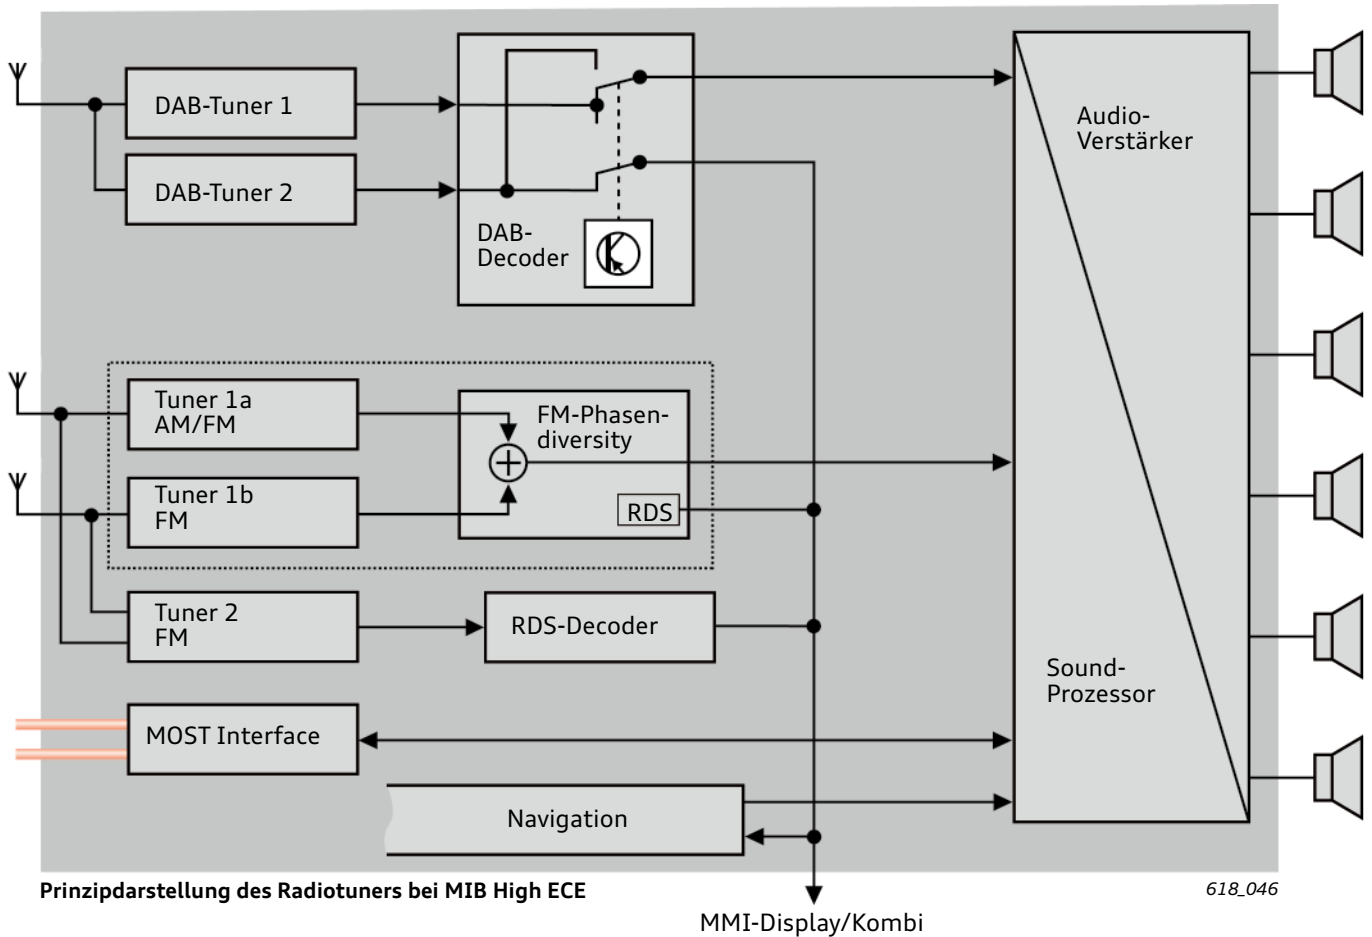 DAB-Tuner 1
DAB-Tuner 2
DAB-
Decoder
Audio-
Verstärker
Tuner 1a
AM/FM
FM-Phasen-
diversity
Tuner 1b
FM
RDS
Tuner 2
FM
RDS-Decoder
Sound-
Prozessor
MOST Interface
Navigation
Prinzipdarstellung des Radiotuners bei MIB High ECE
618_046
MMI-Display/Kombi